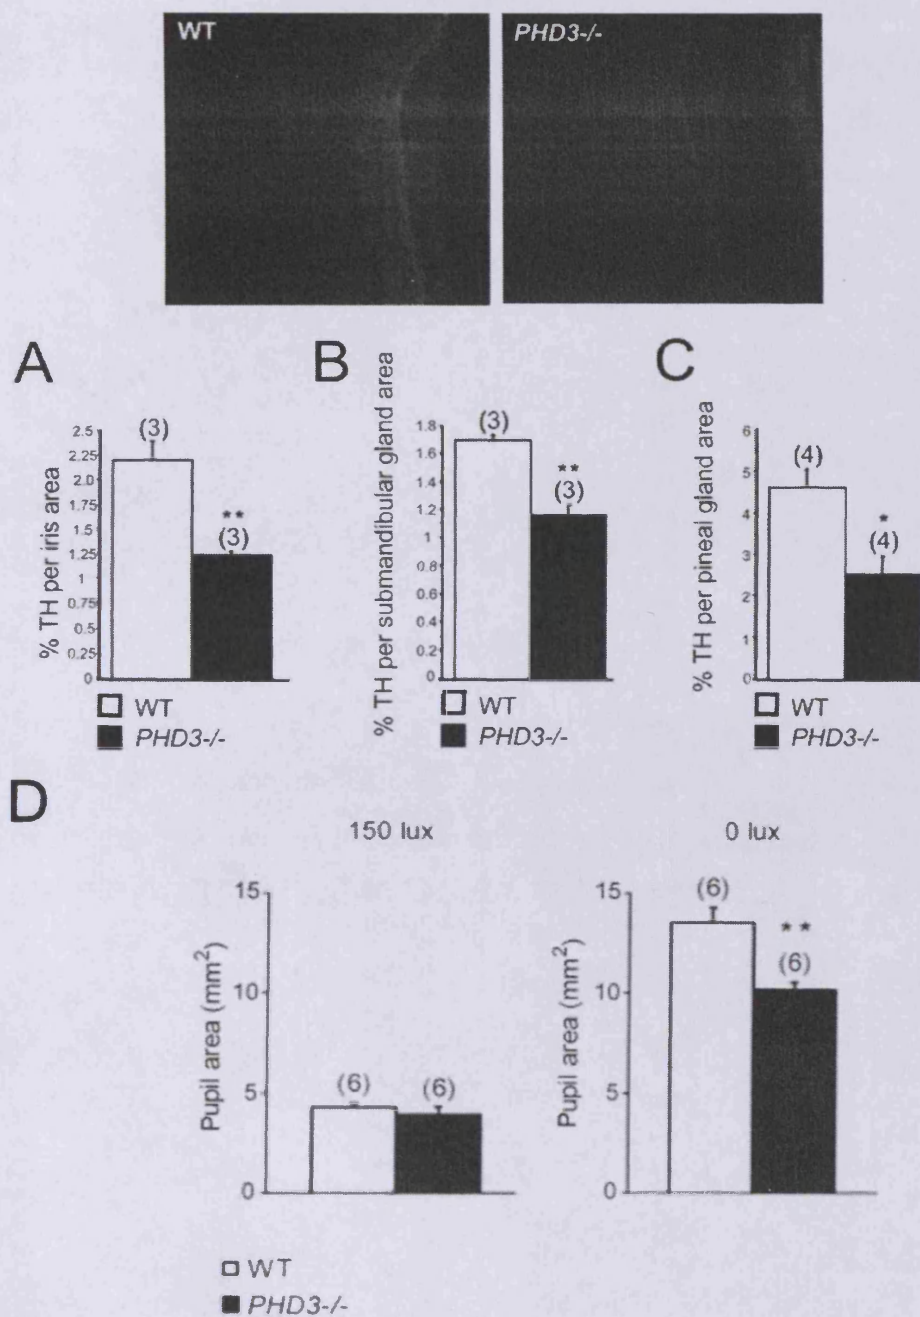 WT
PHD3-/-
A
% TH per iris area
2.5
2.25
2
1.75
1.5
1.25
1
0.75
0.5
0.25
0
(3)
**
(3)
WT
PHD3-/-
B
% TH per submandibular gland area
1.8
1.6
1.4
1.2
1
0.8
0.6
0.4
0.2
0
(3)
**
(3)
WT
PHD3-/-
C
% TH per pineal gland area
6
5
4
3
2
1
0
(4)
*
(4)
WT
PHD3-/-
D
150 lux
Pupil area (mm²)
15
10
5
0
(6)
(6)
0 lux
Pupil area (mm²)
15
10
5
0
(6)
**
(6)
WT
PHD3-/-